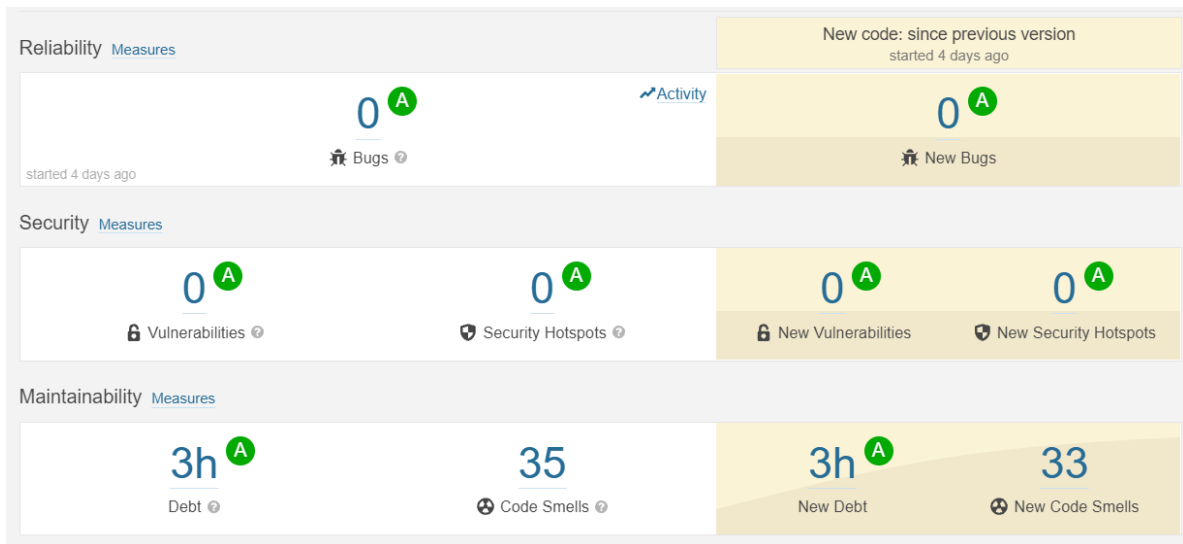 Reliability Measures
New code: since previous version
started 4 days ago
0 A
Activity
Bugs ?
started 4 days ago
0 A
New Bugs
Security Measures
0 A 0 A 0 A 0 A
Vulnerabilities ? Security Hotspots ? New Vulnerabilities New Security Hotspots
Maintainability Measures
3h A 35 3h A 33
Debt ? Code Smells ? New Debt New Code Smells